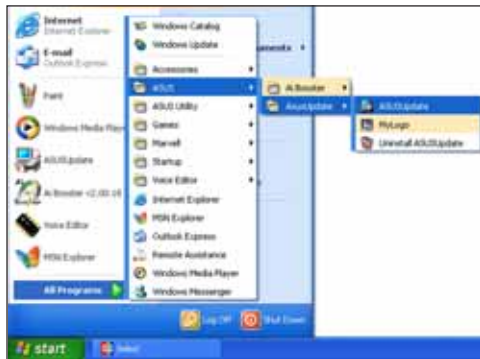 Internet
Internet Explorer
E-mail
Outlook Express
Paint
Windows Media Player
ASUSUpdate
Ai Booster
Voice Editor
MSN Explorer
All Programs
Windows Catalog
Windows Update
Accessories
ASUS
ASUS Utility
Games
Marvell
Startup
Voice Editor
Internet Explorer
MSN Explorer
Outlook Express
Remote Assistance
Windows Media Player
Windows Messenger
Ai Booster
AsusUpdate
ASUSUpdate
MyLogo
Uninstall ASUSUpdate
Log Off
Shut Down
start